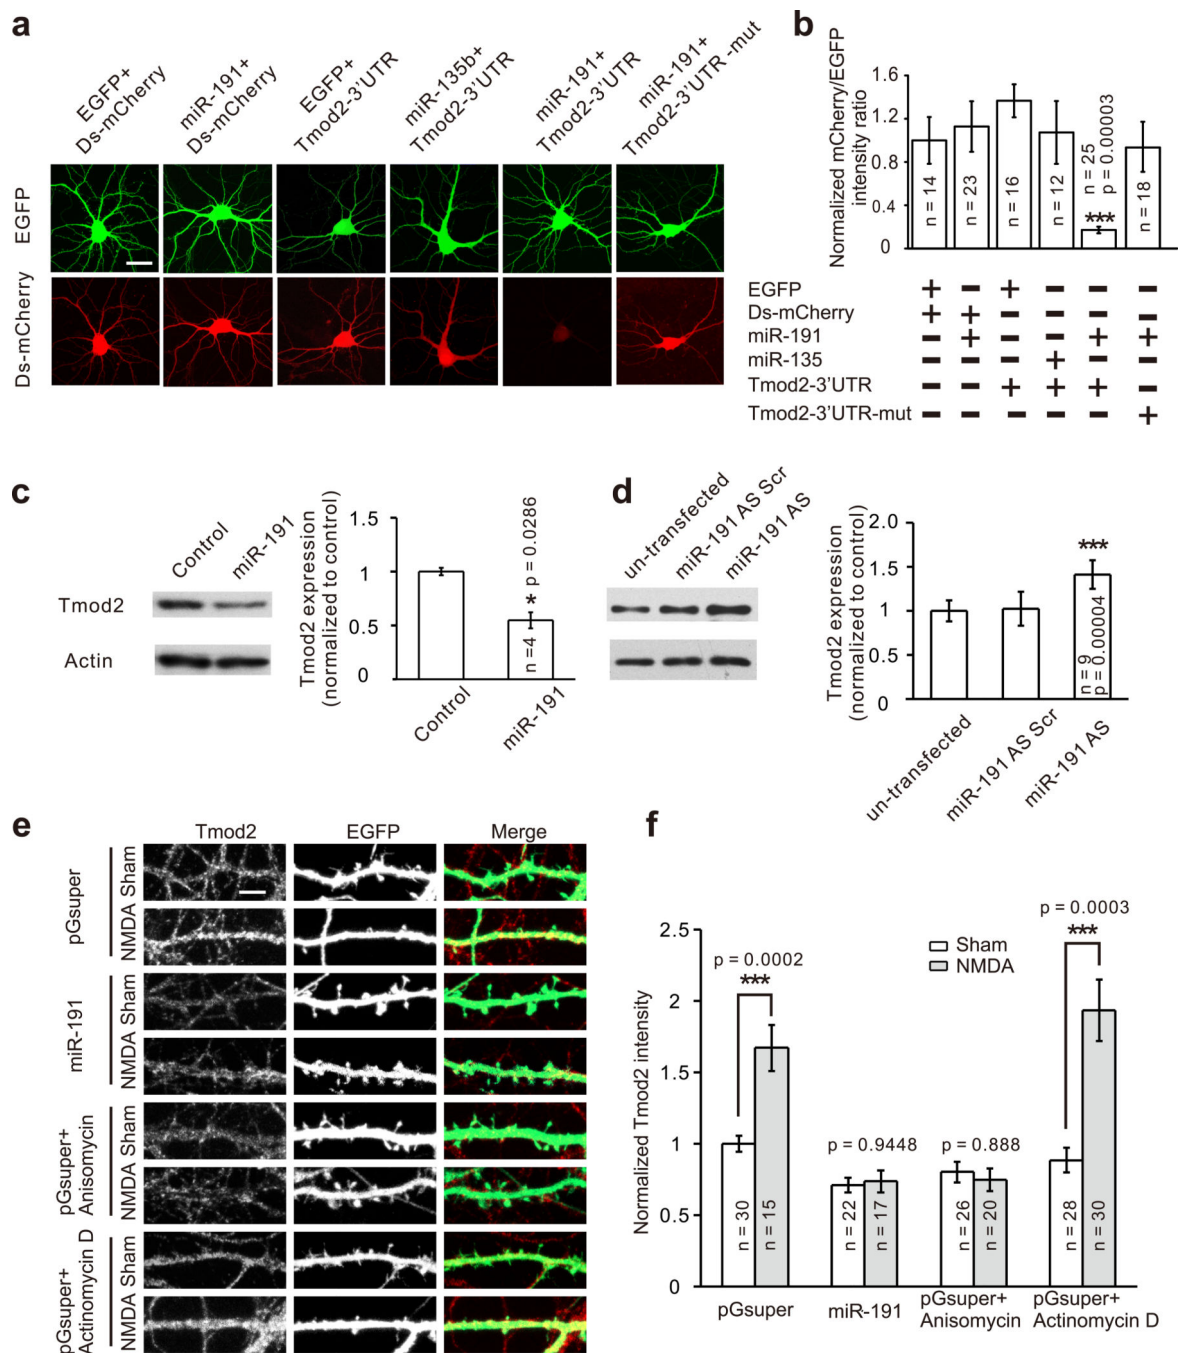 a
EGFP+
Ds-mCherry
miR-191+
Ds-mCherry
EGFP+
Tmod2-3'UTR
miR-135b+
Tmod2-3'UTR
miR-191+
Tmod2-3'UTR
miR-191+
Tmod2-3'UTR -mut
EGFP
Ds-mCherry
b
Normalized mCherry/EGFP
intensity ratio
1.6
1.2
0.8
0.4
0
n = 14
n = 23
n = 16
n = 12
n = 25
p = 0.00003
***
n = 18
EGFP + − + − − −
Ds-mCherry + + − − − −
miR-191 − + − − + +
miR-135 − − − + − −
Tmod2-3'UTR − − + + + −
Tmod2-3'UTR-mut − − − − − +
c
Control
miR-191
Tmod2
Actin
Tmod2 expression
(normalized to control)
1.5
1
0.5
0
n =4
* p = 0.0286
Control
miR-191
d
un-transfected
miR-191 AS Scr
miR-191 AS
Tmod2 expression
(normalized to control)
2.0
1.5
1
0.5
0
***
n = 9
p = 0.00004
un-transfected
miR-191 AS Scr
miR-191 AS
e
Tmod2
EGFP
Merge
pGsuper
Sham
NMDA
miR-191
Sham
NMDA
pGsuper+
Anisomycin
Sham
NMDA
pGsuper+
Actinomycin D
Sham
NMDA
f
Normalized Tmod2 intensity
2.5
2
1.5
1
0.5
0
Sham
NMDA
p = 0.0002
***
p = 0.9448
p = 0.888
p = 0.0003
***
n = 30
n = 15
n = 22
n = 17
n = 26
n = 20
n = 28
n = 30
pGsuper
miR-191
pGsuper+
Anisomycin
pGsuper+
Actinomycin D